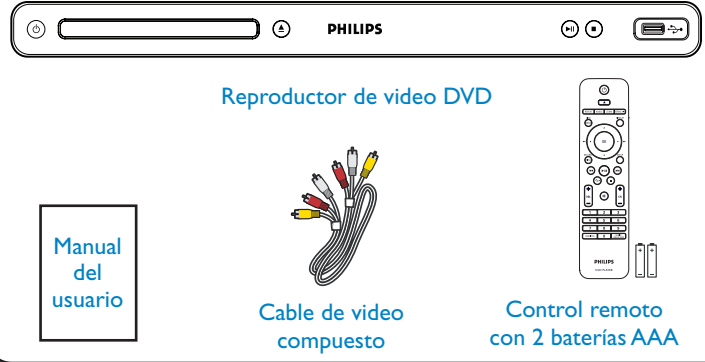 PHILIPS
Reproductor de video DVD
Manual
del
usuario
Cable de video
compuesto
PHILIPS
Control remoto
con 2 baterías AAA